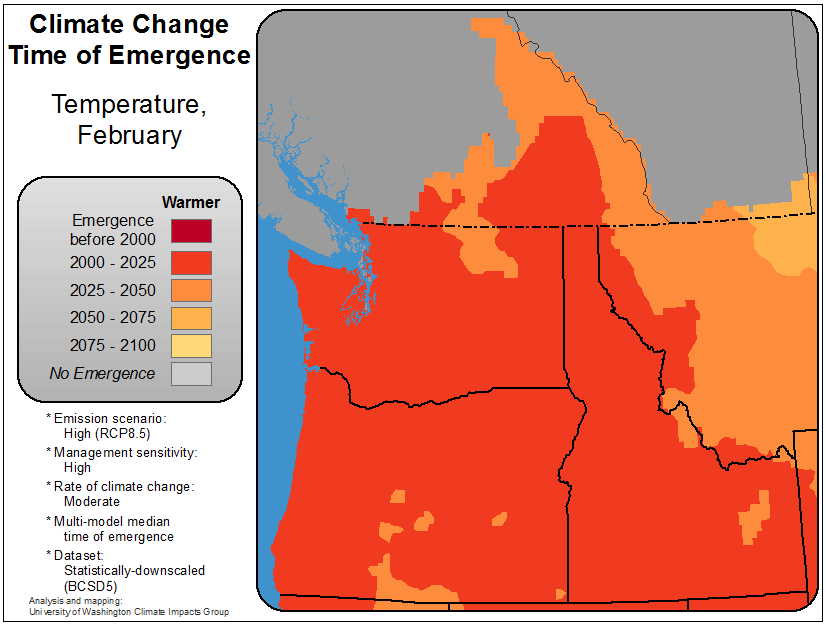 Climate Change
Time of Emergence
Temperature,
February
Warmer
Emergence
before 2000
2000 - 2025
2025 - 2050
2050 - 2075
2075 - 2100
No Emergence
* Emission scenario:
High (RCP8.5)
* Management sensitivity:
High
* Rate of climate change:
Moderate
* Multi-model median
time of emergence
* Dataset:
Statistically-downscaled
(BCSD5)
Analysis and mapping:
University of Washington Climate Impacts Group